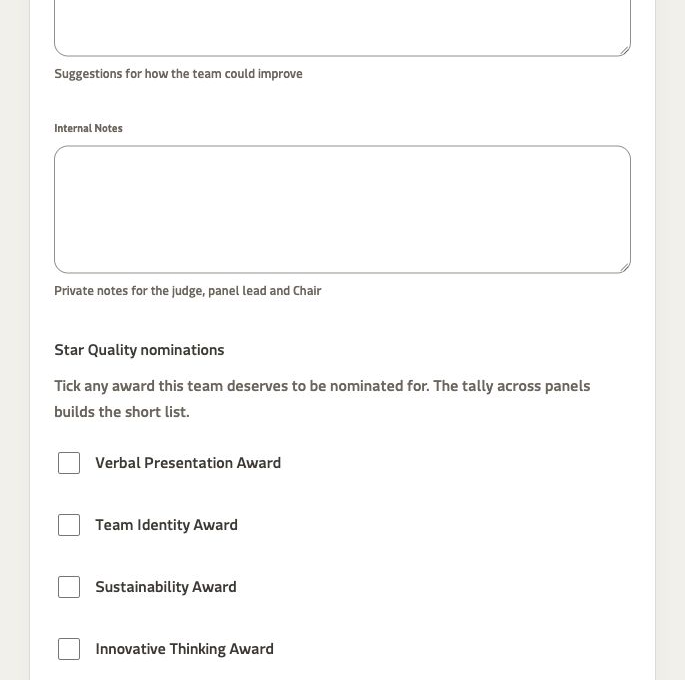 Suggestions for how the team could improve
Internal Notes
Private notes for the judge, panel lead and Chair
Star Quality nominations
Tick any award this team deserves to be nominated for. The tally across panels
builds the short list.
Verbal Presentation Award
Team Identity Award
Sustainability Award
Innovative Thinking Award